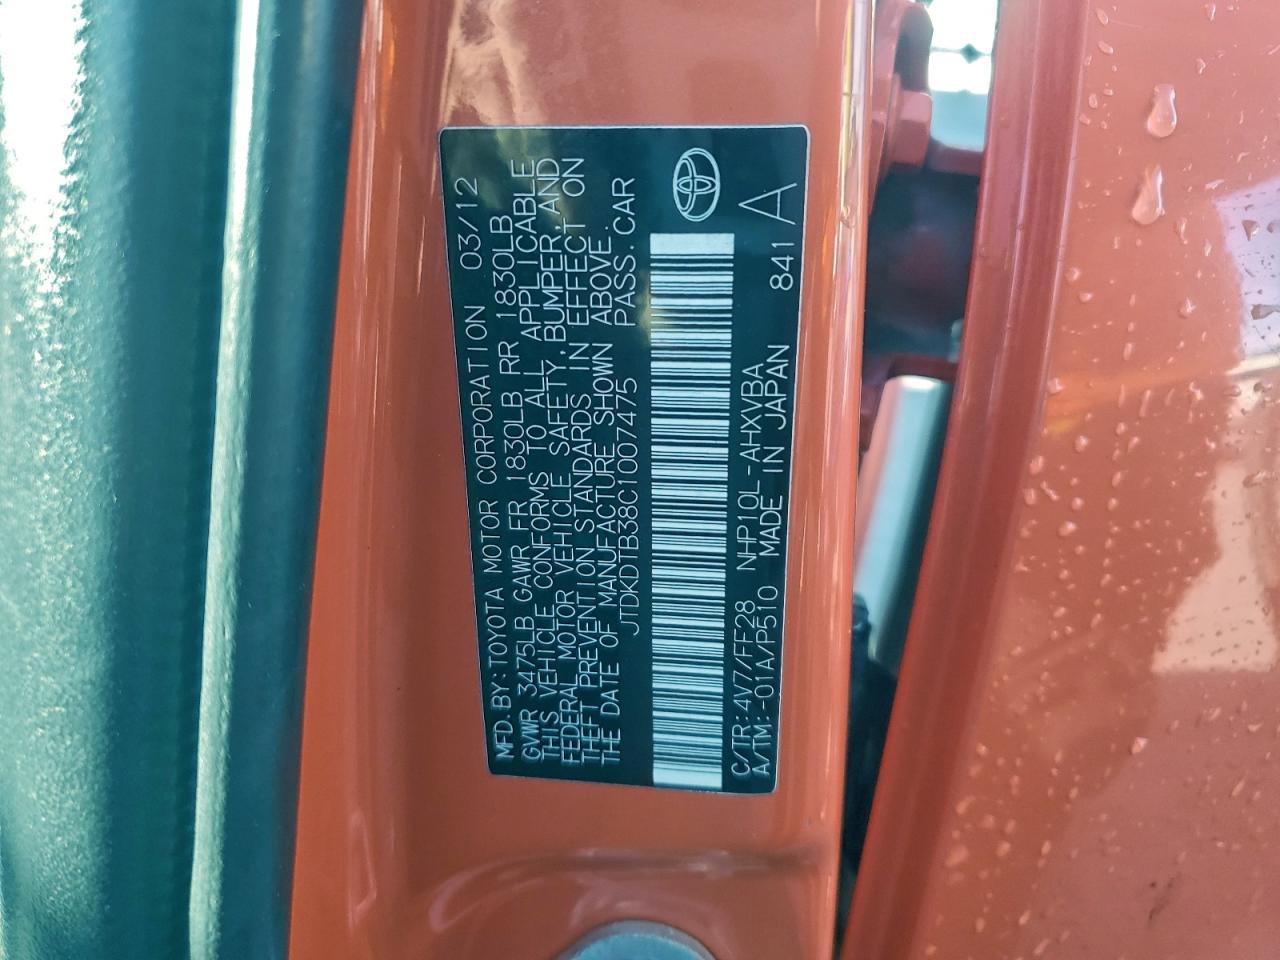 MFD. BY: TOYOTA MOTOR CORPORATION 03/12
GVWR 3475LB GAWR FR 1830LB RR 1830LB
THIS VEHICLE CONFORMS TO ALL APPLICABLE
FEDERAL MOTOR VEHICLE SAFETY, BUMPER, AND
THEFT PREVENTION STANDARDS IN EFFECT ON
THE DATE OF MANUFACTURE SHOWN ABOVE.
JTDKDTB38C1007475 PASS. CAR
C/TR: 4V7/FF28 NHP10L-AHXVBA 841
A/TM: -01A/P510 MADE IN JAPAN A